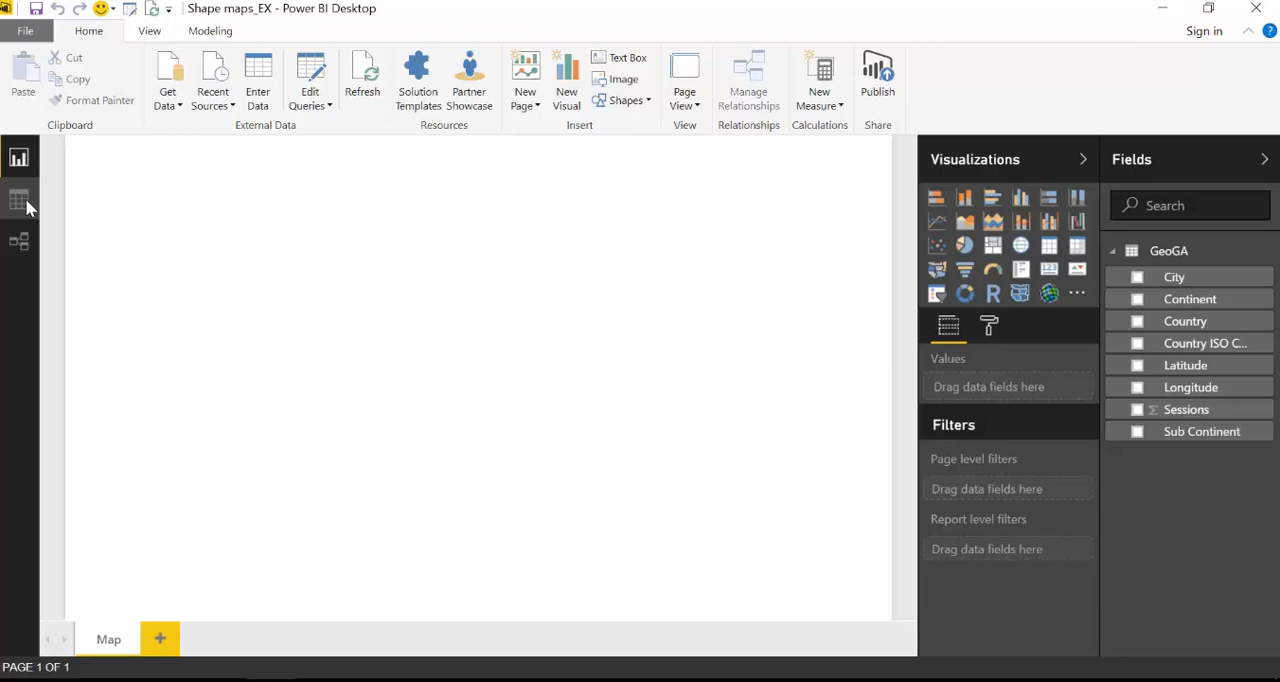 Shape maps_EX - Power BI Desktop
File
Home
View
Modeling
Sign in
?
Paste
Cut
Copy
Format Painter
Clipboard
Get Data
Recent Sources
Enter Data
Edit Queries
External Data
Refresh
Solution Templates
Partner Showcase
Resources
New Page
New Visual
Text Box
Image
Shapes
Insert
Page View
View
Manage Relationships
Relationships
New Measure
Calculations
Publish
Share
Visualizations
R
123
Values
Drag data fields here
Filters
Page level filters
Drag data fields here
Report level filters
Drag data fields here
Fields
Search
GeoGA
City
Continent
Country
Country ISO C...
Latitude
Longitude
Σ Sessions
Sub Continent
Map
+
PAGE 1 OF 1